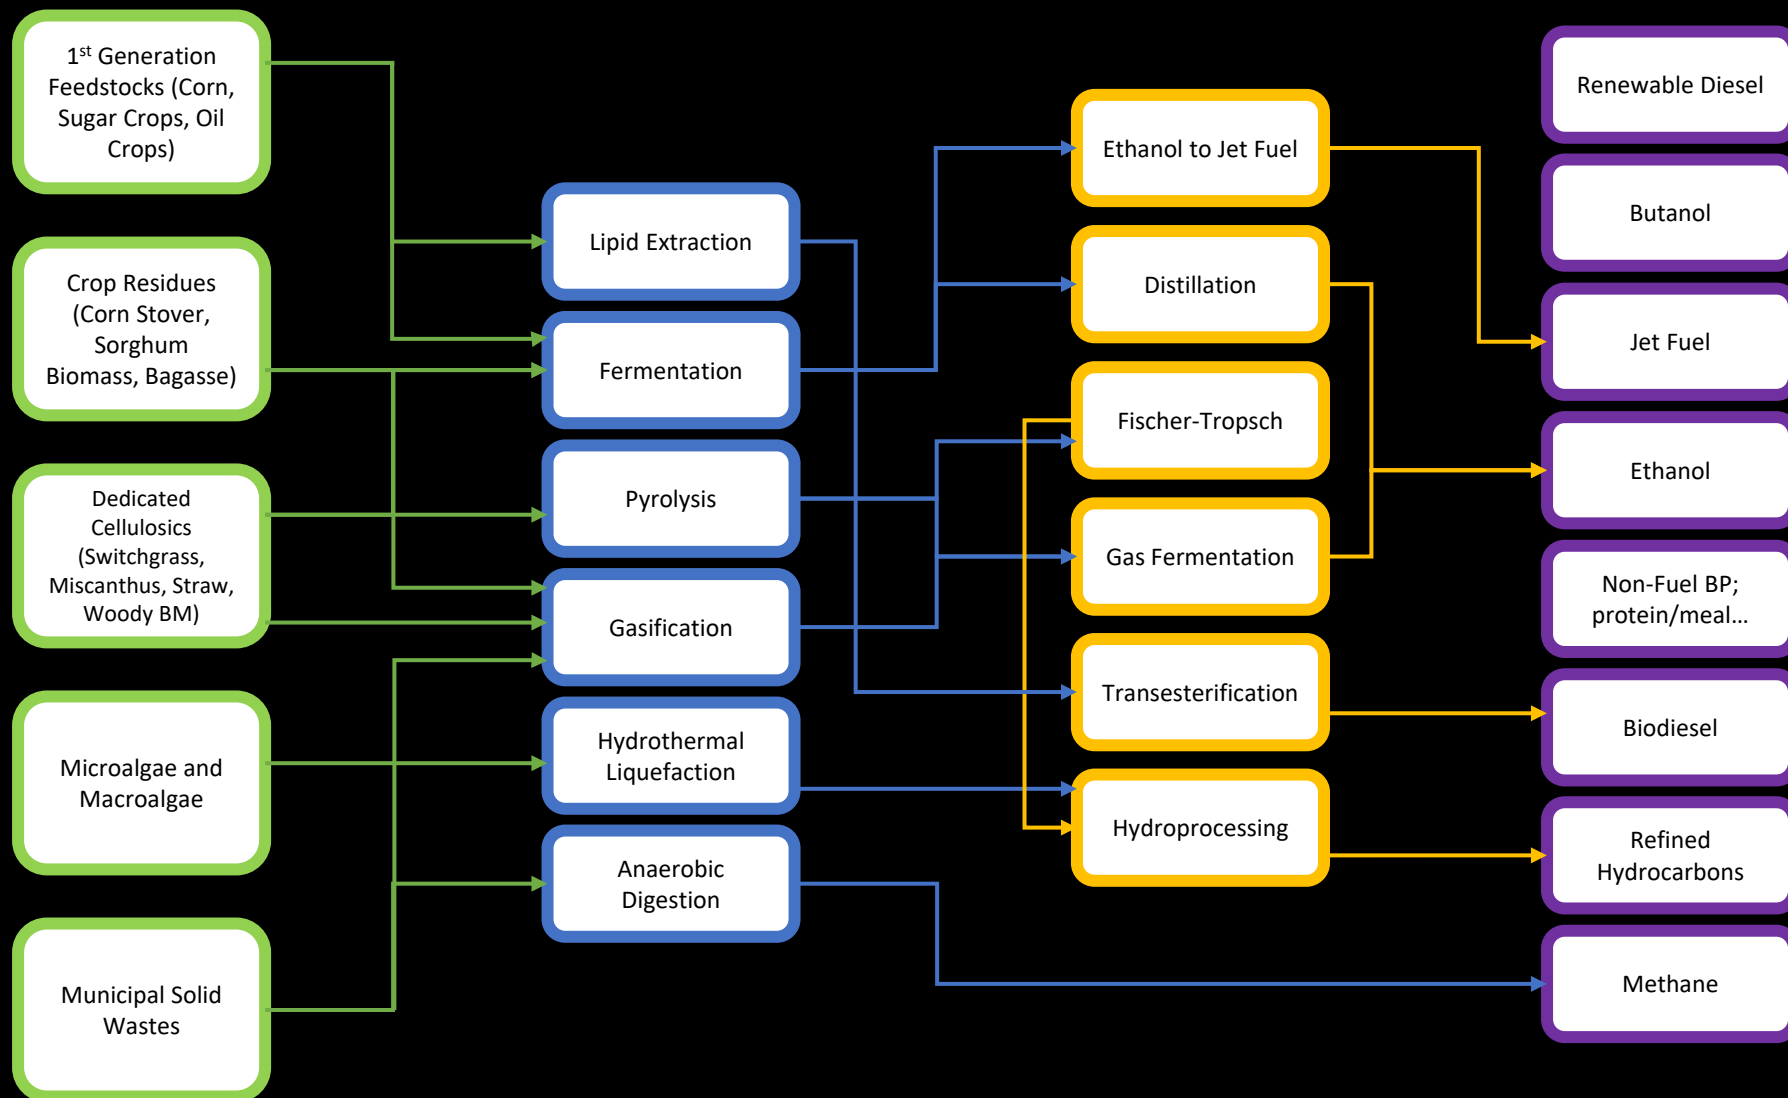 1st Generation
Feedstocks (Corn,
Sugar Crops, Oil
Crops)
Crop Residues
(Corn Stover,
Sorghum
Biomass, Bagasse)
Dedicated
Cellulosics
(Switchgrass,
Miscanthus, Straw,
Woody BM)
Microalgae and
Macroalgae
Municipal Solid
Wastes
Lipid Extraction
Fermentation
Pyrolysis
Gasification
Hydrothermal
Liquefaction
Anaerobic
Digestion
Ethanol to Jet Fuel
Distillation
Fischer-Tropsch
Gas Fermentation
Transesterification
Hydroprocessing
Renewable Diesel
Butanol
Jet Fuel
Ethanol
Non-Fuel BP;
protein/meal...
Biodiesel
Refined
Hydrocarbons
Methane